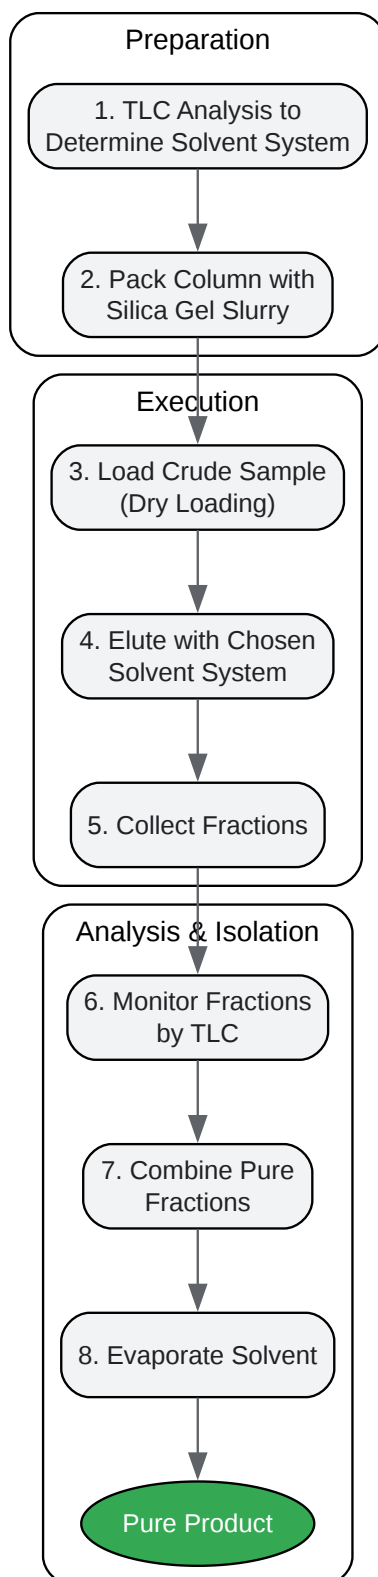 Preparation
1. TLC Analysis to
Determine Solvent System
2. Pack Column with
Silica Gel Slurry
Execution
3. Load Crude Sample
(Dry Loading)
4. Elute with Chosen
Solvent System
5. Collect Fractions
Analysis & Isolation
6. Monitor Fractions
by TLC
7. Combine Pure
Fractions
8. Evaporate Solvent
Pure Product